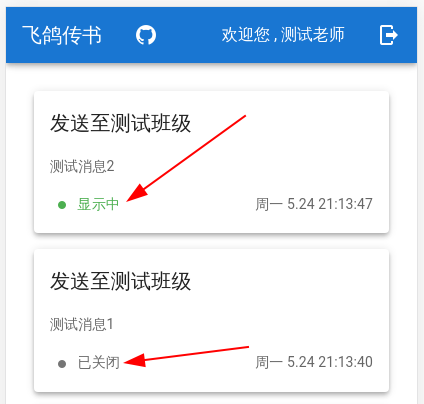 飞鸽传书 欢迎您 , 测试老师
发送至测试班级
测试消息2
显示中 周一 5.24 21:13:47
发送至测试班级
测试消息1
已关闭 周一 5.24 21:13:40